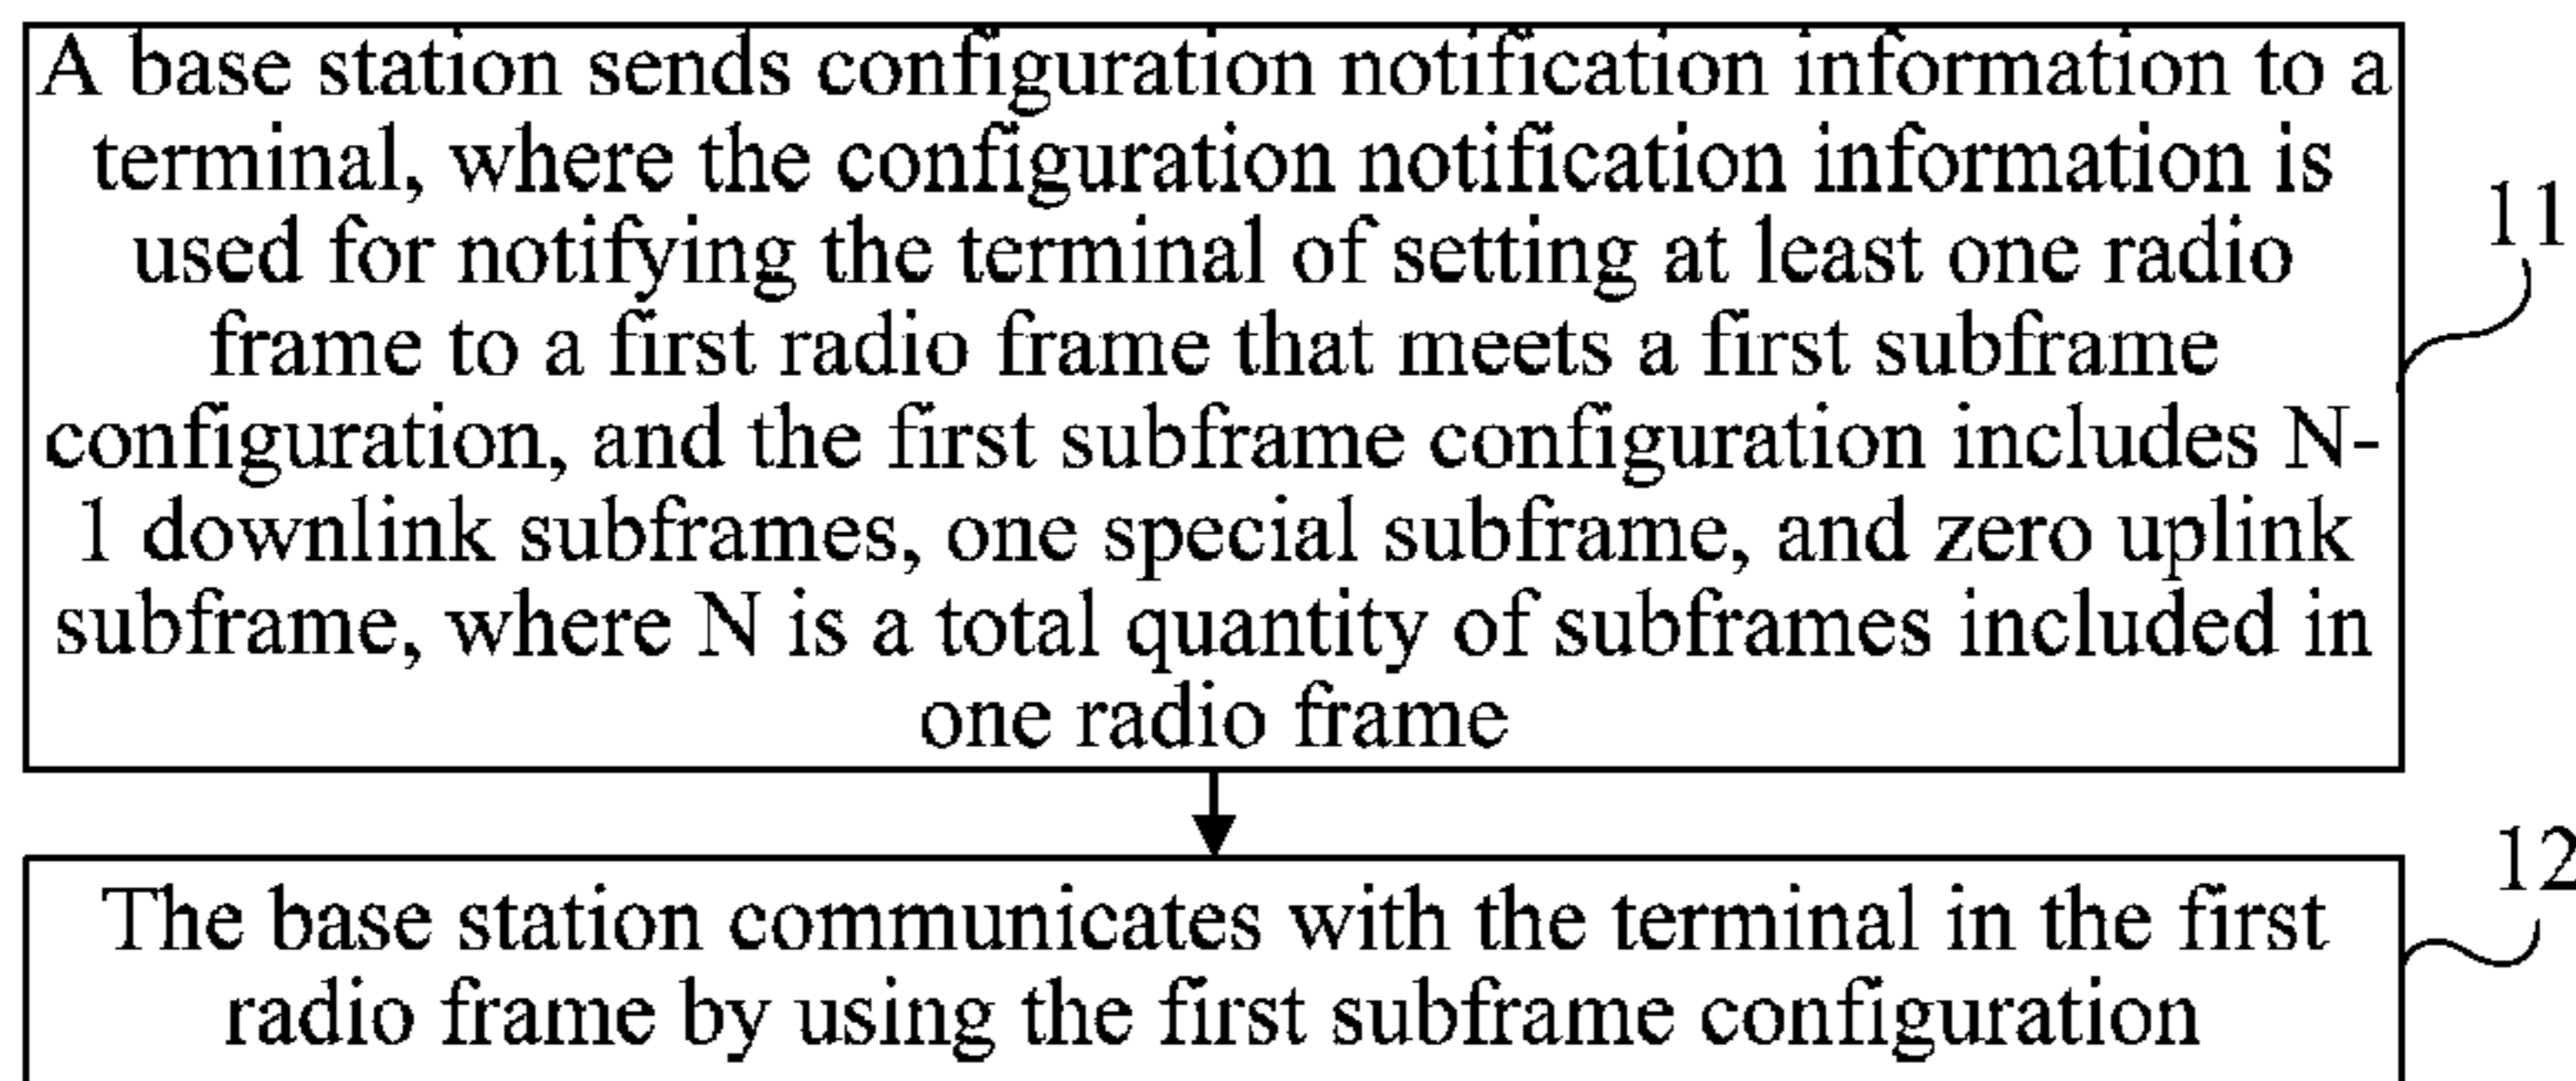 A base station sends configuration notification information to a
terminal, where the configuration notification information is
used for notifying the terminal of setting at least one radio
frame to a first radio frame that meets a first subframe
configuration, and the first subframe configuration includes N-
1 downlink subframes, one special subframe, and zero uplink
subframe, where N is a total quantity of subframes included in
one radio frame
11
The base station communicates with the terminal in the first
radio frame by using the first subframe configuration
12